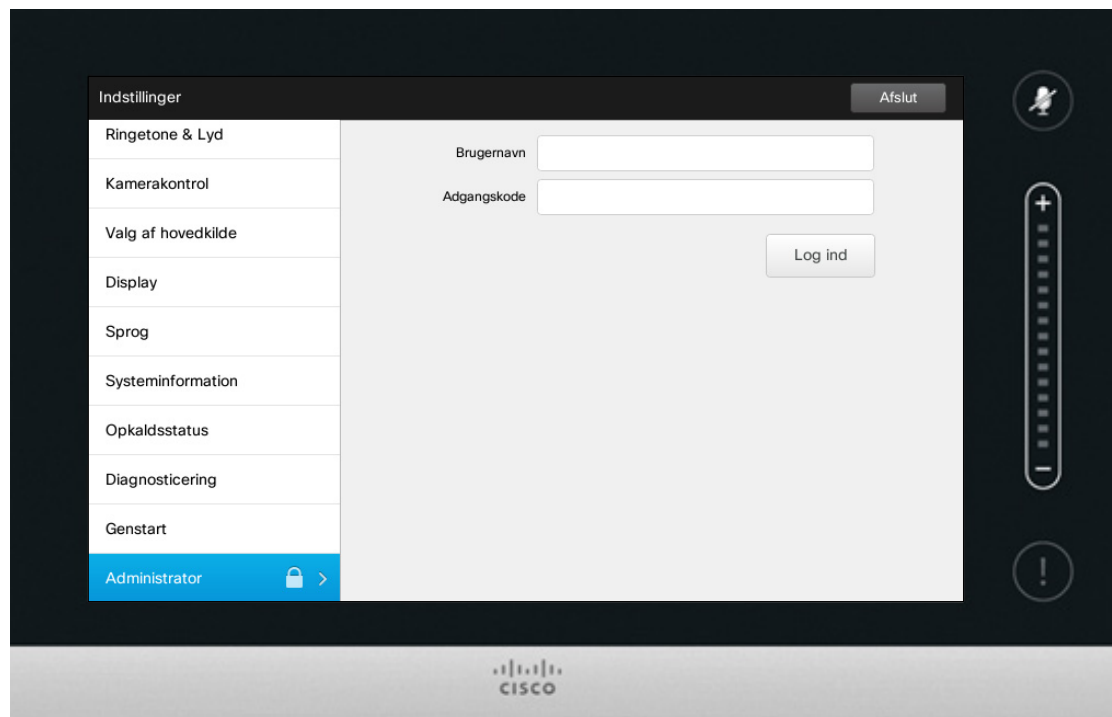 Indstillinger
Afslut
Ringetone & Lyd
Kamerakontrol
Valg af hovedkilde
Display
Sprog
Systeminformation
Opkaldsstatus
Diagnosticering
Genstart
Administrator
Brugernavn
Adgangskode
Log ind
+
−
!
CISCO